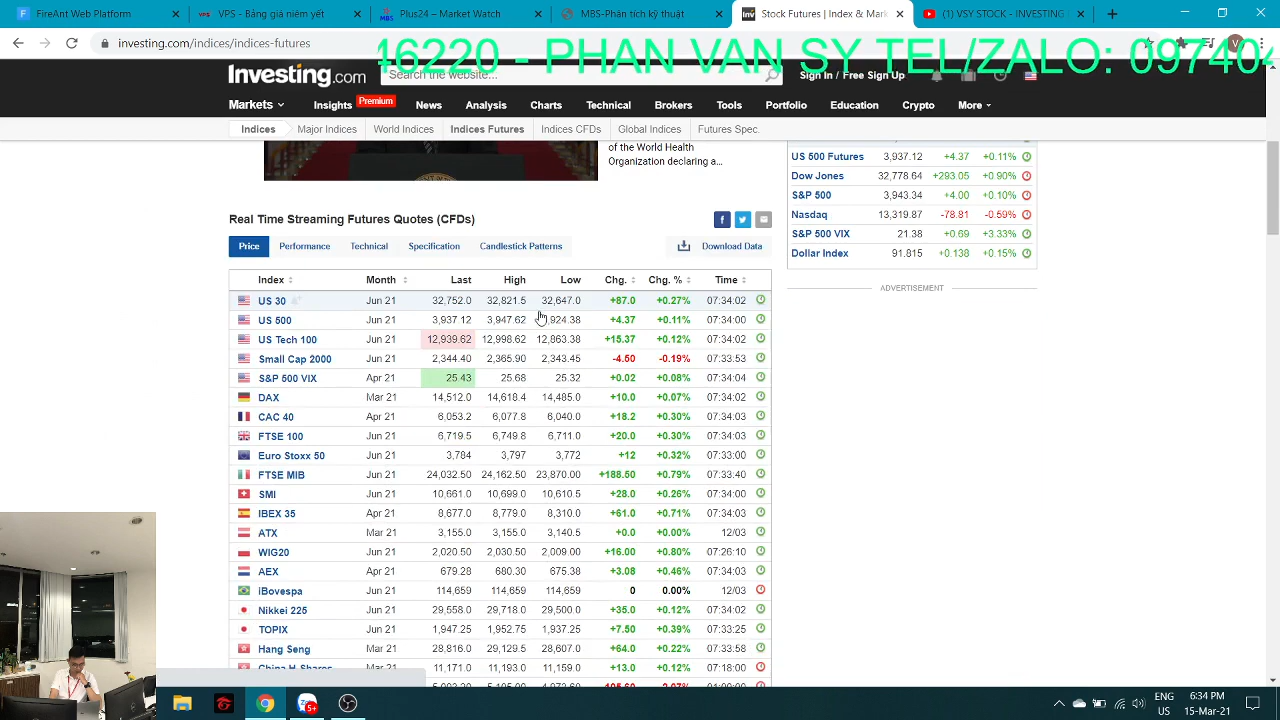 FireAnt - Nền tảng dữ liệu và
VPS - Bảng giá niêm yết
Plus24 – Market Watch
MBS-Phân tích kỹ thuật
Stock Futures | Index & Mark
(1) VSY STOCK - INVESTING
investing.com/indices/indices-futures
46220 - PHAN VAN SY TEL/ZALO: 09740
Investing.com
Search the website...
Sign In / Free Sign Up
Markets
Insights
Premium
News
Analysis
Charts
Technical
Brokers
Tools
Portfolio
Education
Crypto
More
Indices
Major Indices
World Indices
Indices Futures
Indices CFDs
Global Indices
Futures Spec.
of the World Health
Organization declaring a...
US 500 Futures 3,937.12 +4.37 +0.11%
Dow Jones 32,778.64 +293.05 +0.90%
S&P 500 3,943.34 +4.00 +0.10%
Nasdaq 13,319.87 -78.81 -0.59%
S&P 500 VIX 21.38 +0.69 +3.33%
Dollar Index 91.815 +0.138 +0.15%
ADVERTISEMENT
Real Time Streaming Futures Quotes (CFDs)
Price Performance Technical Specification Candlestick Patterns Download Data
Index Month Last High Low Chg. Chg. % Time
US 30 Jun 21 32,752.0 32,821.5 32,647.0 +87.0 +0.27% 07:34:02
US 500 Jun 21 3,937.12 3,947.62 ,924.38 +4.37 +0.11% 07:34:00
US Tech 100 Jun 21 12,939.62 12,998.62 12,863.38 +15.37 +0.12% 07:34:02
Small Cap 2000 Jun 21 2,344.40 2,365.90 2,343.45 -4.50 -0.19% 07:33:53
S&P 500 VIX Apr 21 25.43 25.68 25.32 +0.02 +0.08% 07:34:04
DAX Mar 21 14,512.0 14,618.4 14,485.0 +10.0 +0.07% 07:34:02
CAC 40 Apr 21 6,053.2 6,077.8 6,040.0 +18.2 +0.30% 07:34:03
FTSE 100 Jun 21 6,719.5 6,749.8 6,711.0 +20.0 +0.30% 07:34:03
Euro Stoxx 50 Jun 21 3,784 3,797 3,772 +12 +0.32% 07:33:00
FTSE MIB Jun 21 24,032.50 24,162.50 23,870.00 +188.50 +0.79% 07:33:40
SMI Jun 21 10,661.0 10,699.0 10,610.5 +28.0 +0.26% 07:34:00
IBEX 35 Apr 21 8,677.0 8,779.0 8,310.0 +61.0 +0.71% 07:34:03
ATX Mar 21 3,155.0 3,155.0 3,140.5 +0.0 +0.00% 12/03
WIG20 Jun 21 2,020.50 2,030.50 2,009.00 +16.00 +0.80% 07:26:10
AEX Apr 21 679.28 680.30 675.38 +3.08 +0.46% 07:34:03
iBovespa Apr 21 114,659 114,659 114,659 0 0.00% 12/03
Nikkei 225 Jun 21 29,558.0 29,718.0 29,500.0 +35.0 +0.12% 07:34:02
TOPIX Jun 21 1,947.25 1,952.75 1,937.25 +7.50 +0.39% 07:33:25
Hang Seng Mar 21 28,816.0 29,129.5 28,607.0 +64.0 +0.22% 07:33:58
China H-Shares Mar 21 11,171.0 11,193.0 11,159.0 +13.0 +0.12% 07:18:00
ENG
US
6:34 PM
15-Mar-21